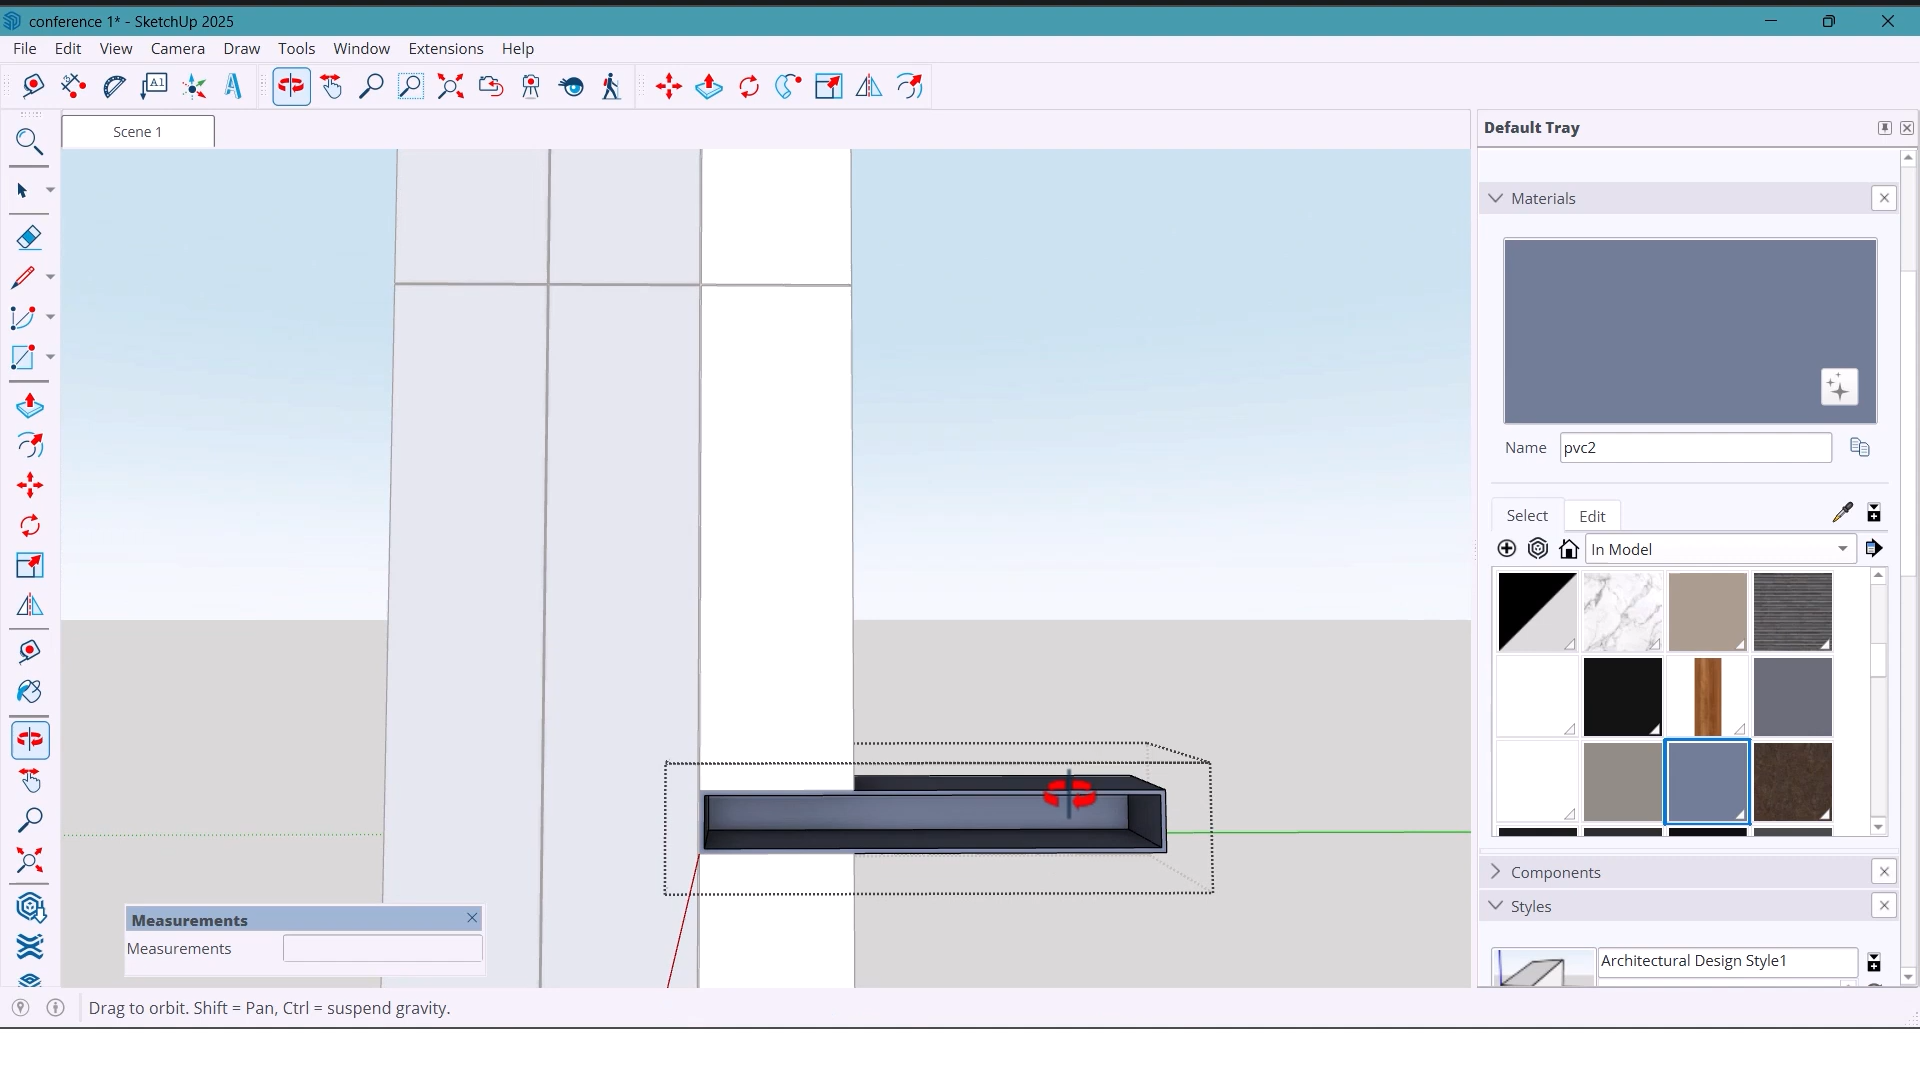 conference 1* - SketchUp 2025
File Edit View Camera Draw Tools Window Extensions Help
A1
Scene 1
Default Tray
Materials
Name pvc2
Select Edit
In Model
Components
Styles
Architectural Design Style1
Measurements
Measurements
Drag to orbit. Shift = Pan, Ctrl = suspend gravity.